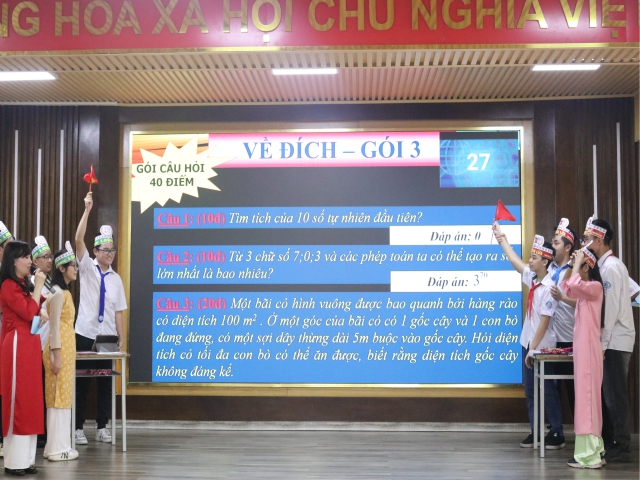 NG HÒA XÃ HỘI CHỦ NGHĨA VIỆ
VỀ ĐÍCH – GÓI 3
27
GÓI CÂU HỎI
40 ĐIỂM
Câu 1: (10đ) Tìm tích của 10 số tự nhiên đầu tiên?
Đáp án: 0
Câu 2: (10đ) Từ 3 chữ số 7;0;3 và các phép toán ta có thể tạo ra số
lớn nhất là bao nhiêu?
Đáp án: 3⁷⁰
Câu 3: (20đ) Một bãi cỏ hình vuông được bao quanh bởi hàng rào
có diện tích 100 m² . Ở một góc của bãi cỏ có 1 gốc cây và 1 con bò
đang đứng, có một sợi dây thừng dài 5m buộc vào gốc cây. Hỏi diện
tích cỏ tối đa con bò có thể ăn được, biết rằng diện tích gốc cây
không đáng kể.